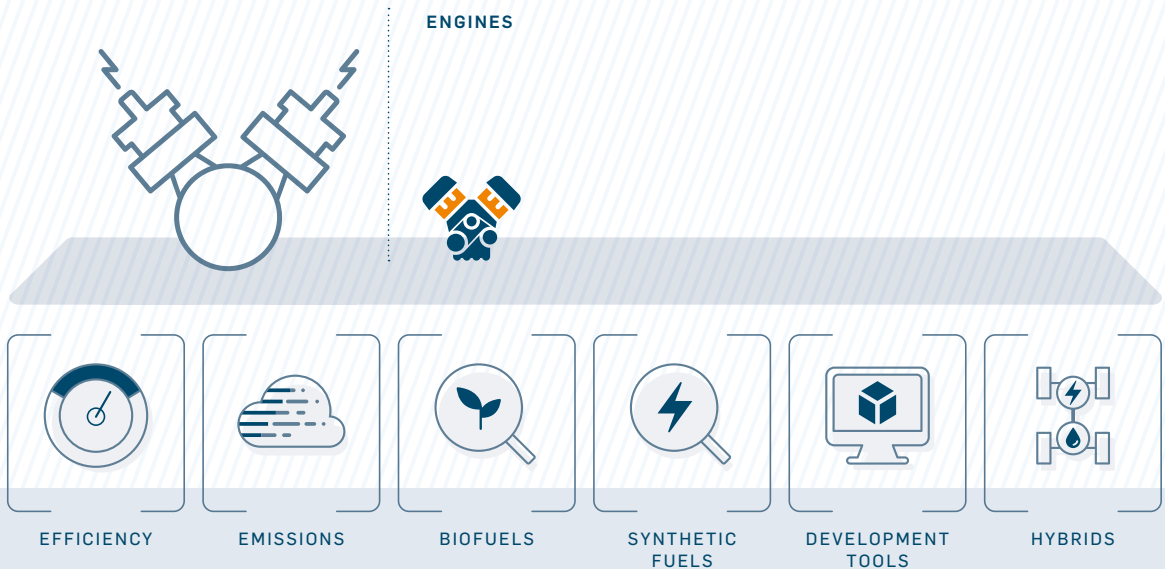 ENGINES
EFFICIENCY
EMISSIONS
BIOFUELS
SYNTHETIC
FUELS
DEVELOPMENT
TOOLS
HYBRIDS